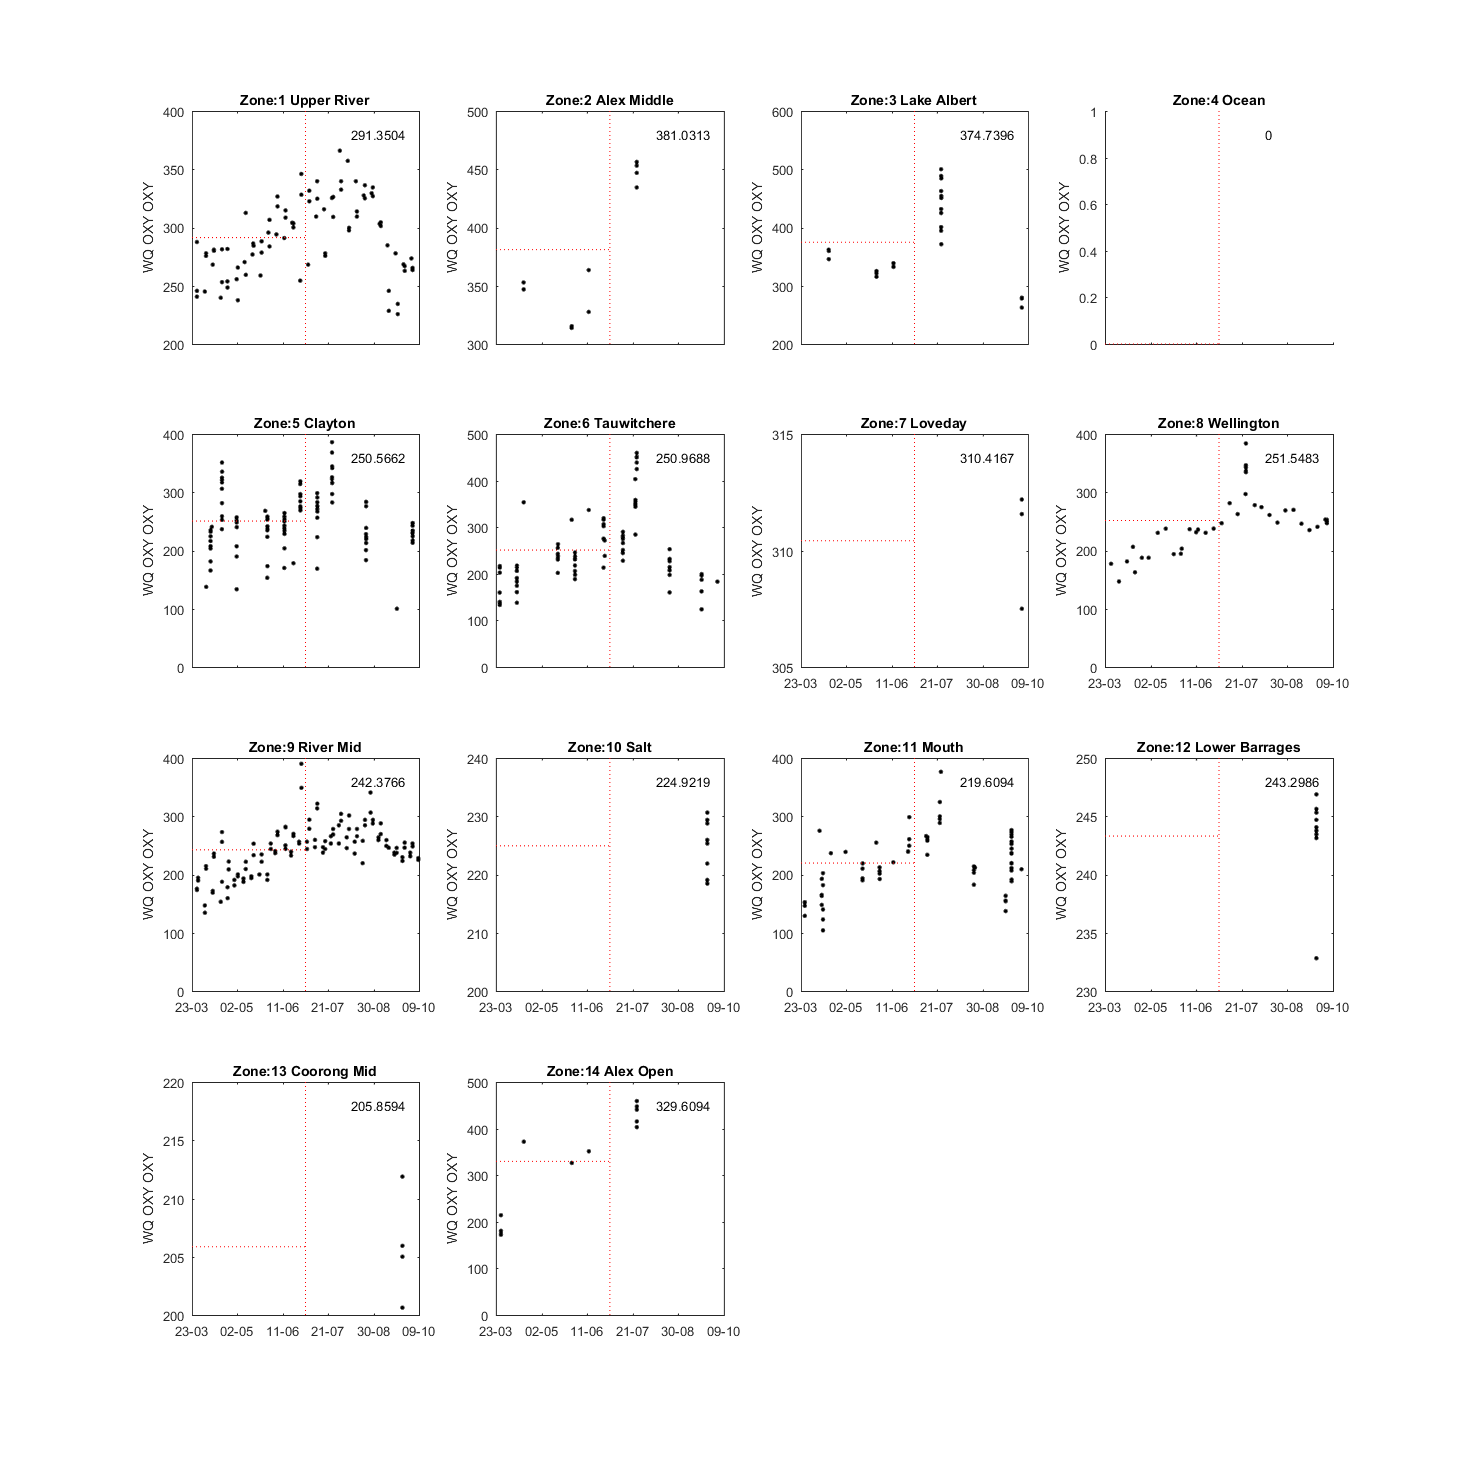 Zone:1 Upper River
Zone:2 Alex Middle
Zone:3 Lake Albert
Zone:4 Ocean
400
350
300
250
200
WQ OXY OXY
291.3504
500
450
400
350
300
WQ OXY OXY
381.0313
600
500
400
300
200
WQ OXY OXY
374.7396
1
0.8
0.6
0.4
0.2
0
WQ OXY OXY
0
Zone:5 Clayton
Zone:6 Tauwitchere
Zone:7 Loveday
Zone:8 Wellington
400
300
200
100
0
WQ OXY OXY
250.5662
500
400
300
200
100
0
WQ OXY OXY
250.9688
315
310
305
WQ OXY OXY
310.4167
23-03 02-05 11-06 21-07 30-08 09-10
400
300
200
100
0
WQ OXY OXY
251.5483
23-03 02-05 11-06 21-07 30-08 09-10
Zone:9 River Mid
Zone:10 Salt
Zone:11 Mouth
Zone:12 Lower Barrages
400
300
200
100
0
WQ OXY OXY
242.3766
23-03 02-05 11-06 21-07 30-08 09-10
240
230
220
210
200
WQ OXY OXY
224.9219
23-03 02-05 11-06 21-07 30-08 09-10
400
300
200
100
0
WQ OXY OXY
219.6094
23-03 02-05 11-06 21-07 30-08 09-10
250
245
240
235
230
WQ OXY OXY
243.2986
23-03 02-05 11-06 21-07 30-08 09-10
Zone:13 Coorong Mid
Zone:14 Alex Open
220
215
210
205
200
WQ OXY OXY
205.8594
23-03 02-05 11-06 21-07 30-08 09-10
500
400
300
200
100
0
WQ OXY OXY
329.6094
23-03 02-05 11-06 21-07 30-08 09-10